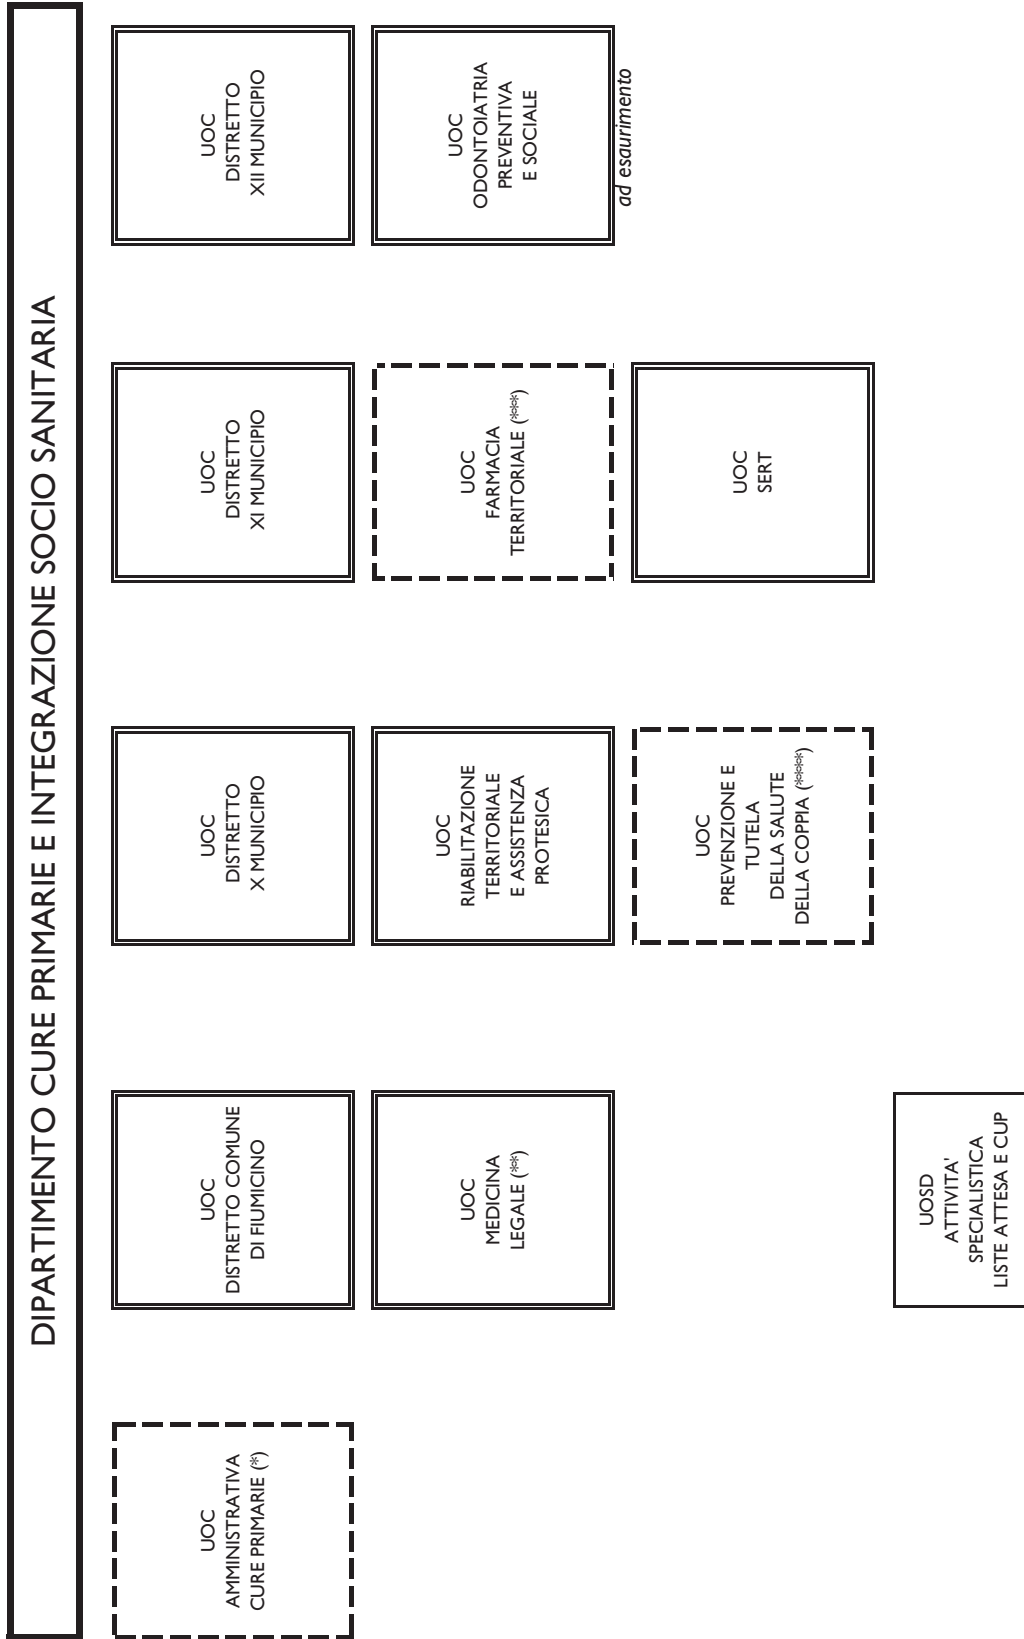 DIPARTIMENTO CURE PRIMARIE E INTEGRAZIONE SOCIO SANITARIA
UOC
AMMINISTRATIVA
CURE PRIMARIE (*)
UOC
DISTRETTO COMUNE
DI FIUMICINO
UOC
DISTRETTO
X MUNICIPIO
UOC
DISTRETTO
XI MUNICIPIO
UOC
DISTRETTO
XII MUNICIPIO
UOC
MEDICINA
LEGALE (**)
UOC
RIABILITAZIONE
TERRITORIALE
E ASSISTENZA
PROTESICA
UOC
FARMACIA
TERRITORIALE (***)
UOC
ODONTOIATRIA
PREVENTIVA
E SOCIALE
ad esaurimento
UOC
PREVENZIONE E
TUTELA
DELLA SALUTE
DELLA COPPIA (****)
UOC
SERT
UOSD
ATTIVITA'
SPECIALISTICA
LISTE ATTESA E CUP